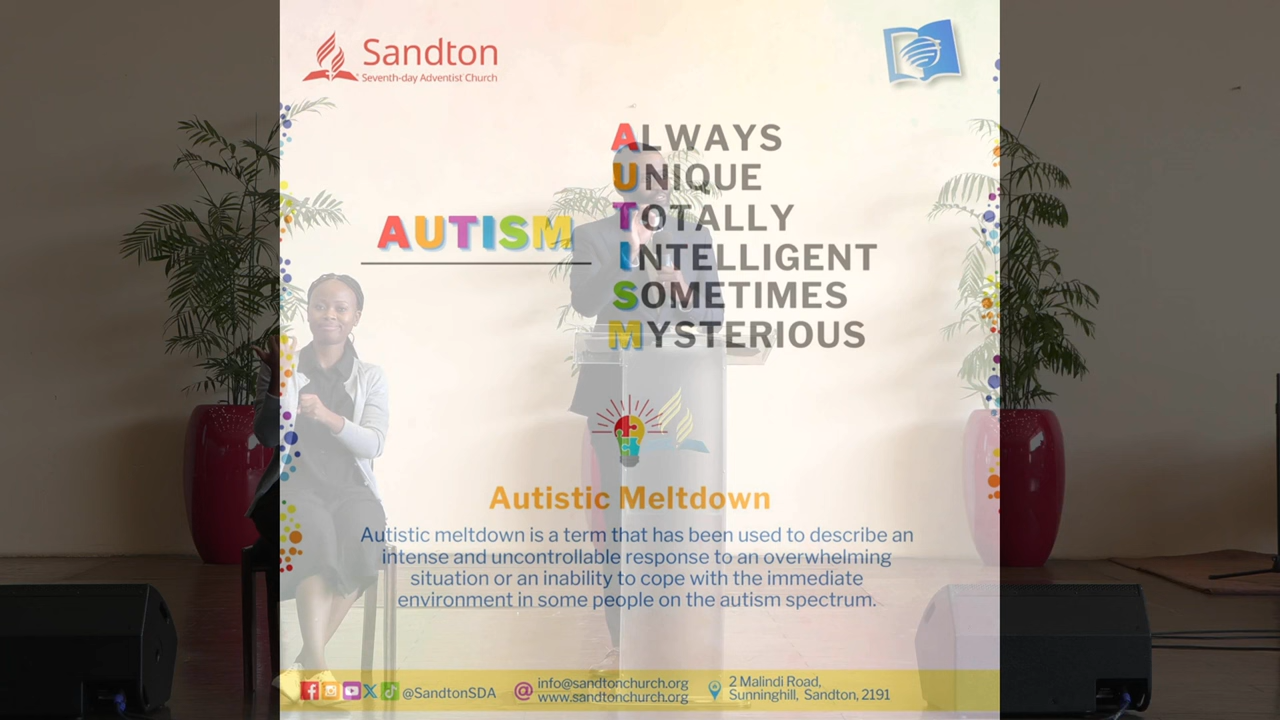 Sandton
Seventh-day Adventist Church
AUTISM
ALWAYS
UNIQUE
TOTALLY
INTELLIGENT
SOMETIMES
MYSTERIOUS
Autistic Meltdown
Autistic meltdown is a term that has been used to describe an
intense and uncontrollable response to an overwhelming
situation or an inability to cope with the immediate
environment in some people on the autism spectrum.
@SandtonSDA
info@sandtonchurch.org
www.sandtonchurch.org
2 Malindi Road,
Sunninghill, Sandton, 2191